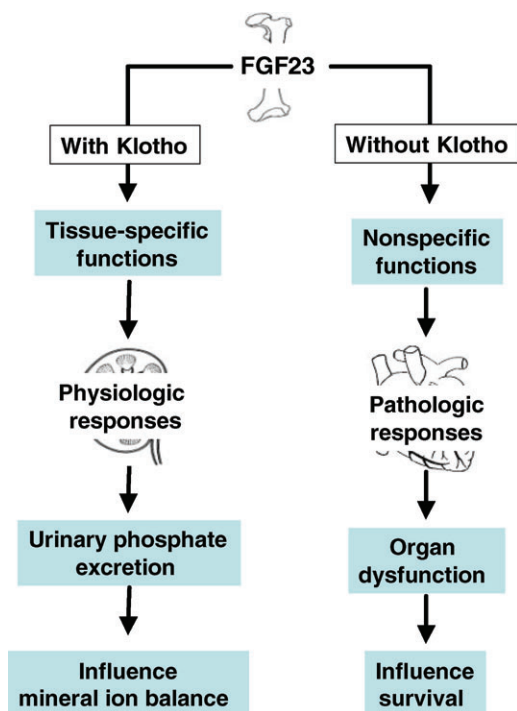 FGF23
With Klotho
Without Klotho
Tissue-specific
functions
Nonspecific
functions
Physiologic
responses
Pathologic
responses
Urinary phosphate
excretion
Organ
dysfunction
Influence
mineral ion balance
Influence
survival